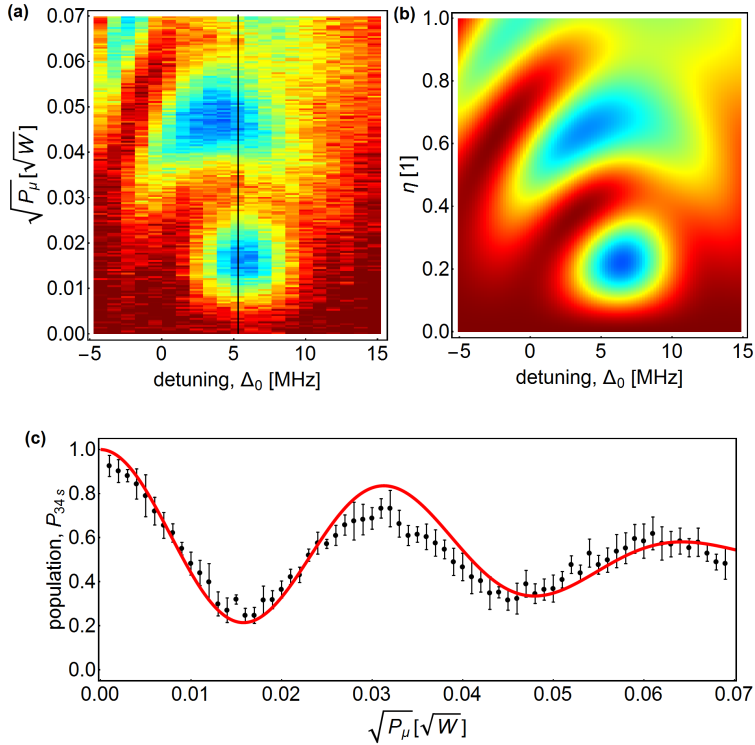 (a)
0.07
0.06
0.05
0.04
0.03
0.02
0.01
0.00
√Pμ [√W]
-5 0 5 10 15
detuning, Δ₀ [MHz]
(b)
1.0
0.8
0.6
0.4
0.2
0.0
η [1]
-5 0 5 10 15
detuning, Δ₀ [MHz]
(c)
1.0
0.8
0.6
0.4
0.2
0.0
population, P₃₄ₛ
0.00 0.01 0.02 0.03 0.04 0.05 0.06 0.07
√Pμ [√W]